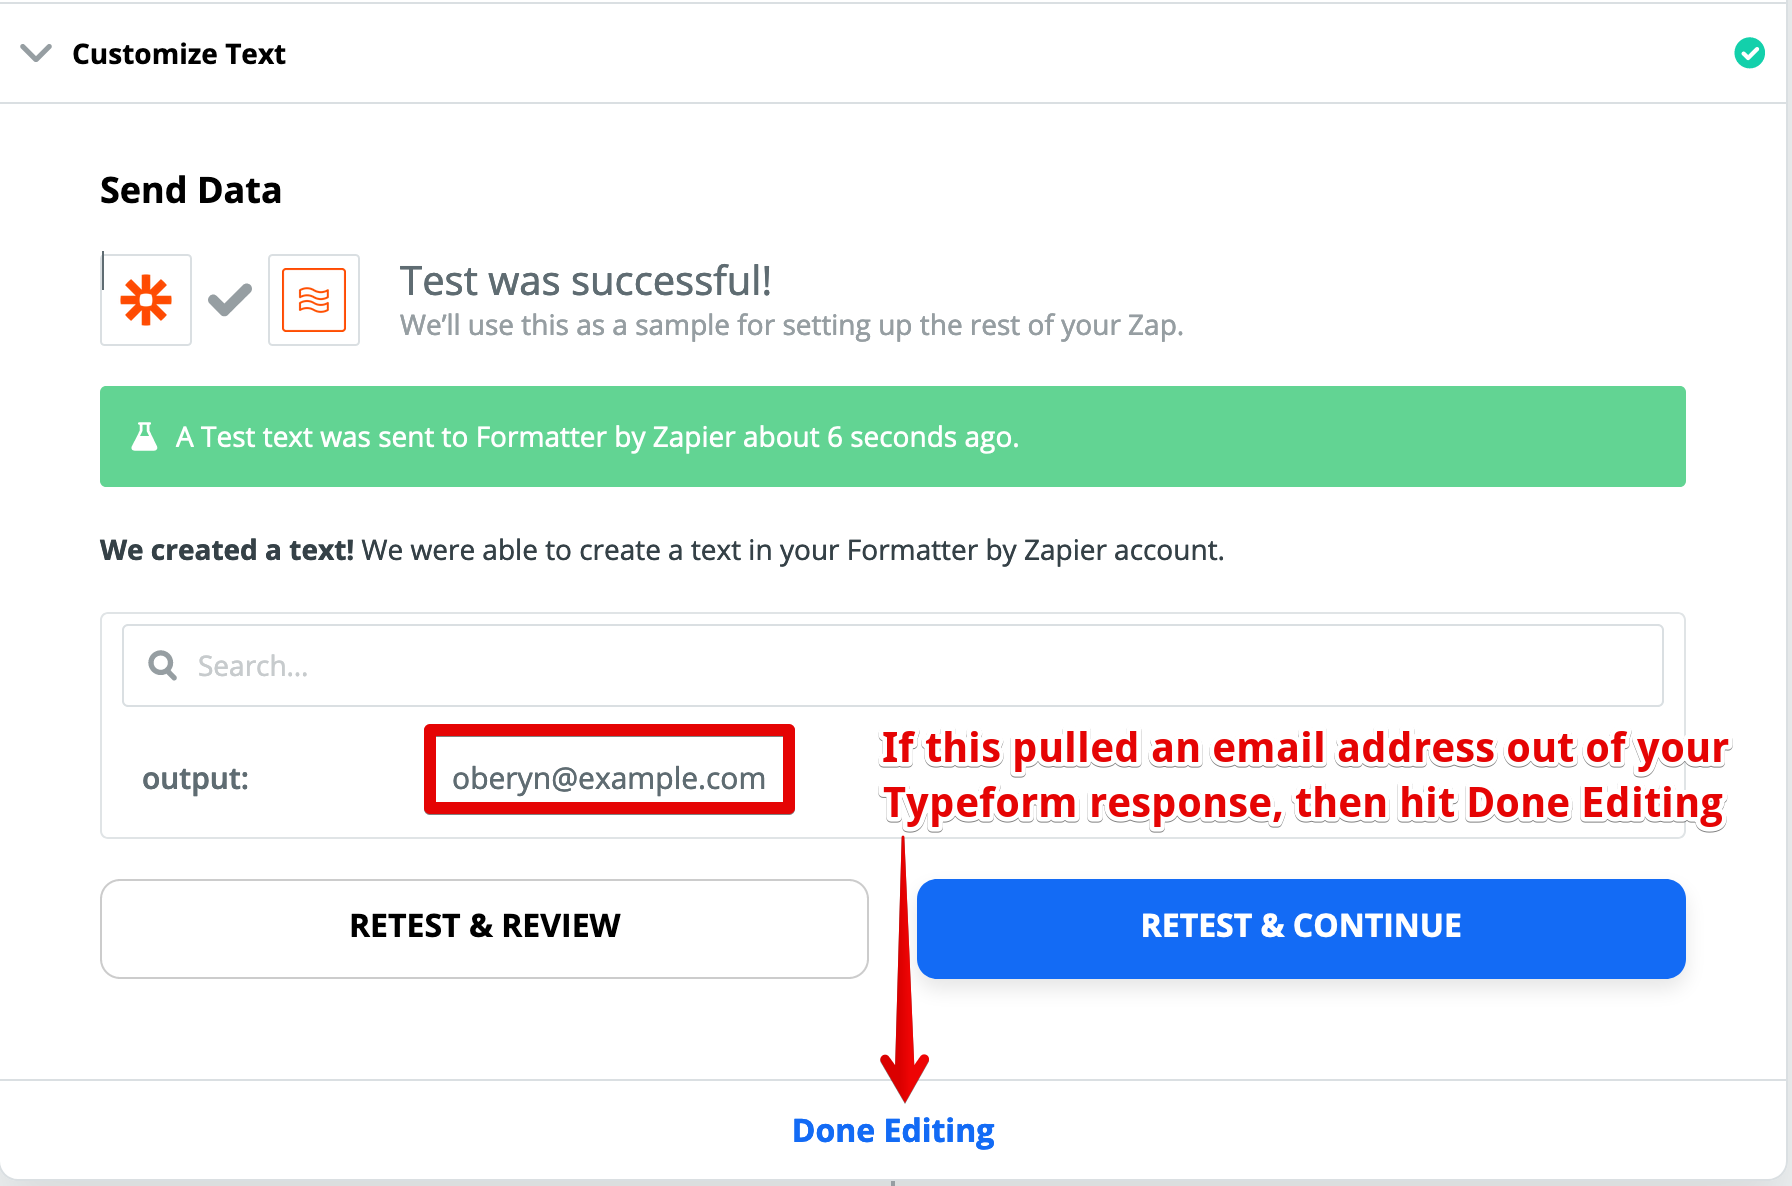 Customize Text
Send Data
Test was successful!
We’ll use this as a sample for setting up the rest of your Zap.
A Test text was sent to Formatter by Zapier about 6 seconds ago.
We created a text! We were able to create a text in your Formatter by Zapier account.
Search...
If this pulled an email address out of your
Typeform response, then hit Done Editing
output:
oberyn@example.com
RETEST & REVIEW
RETEST & CONTINUE
Done Editing